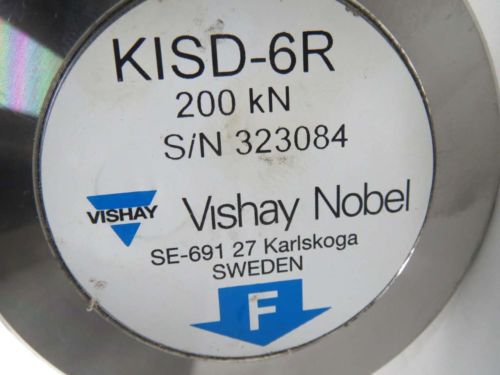 KISD-6R
200 kN
S/N 323084
VISHAY Vishay Nobel
SE-691 27 Karlskoga
SWEDEN
F